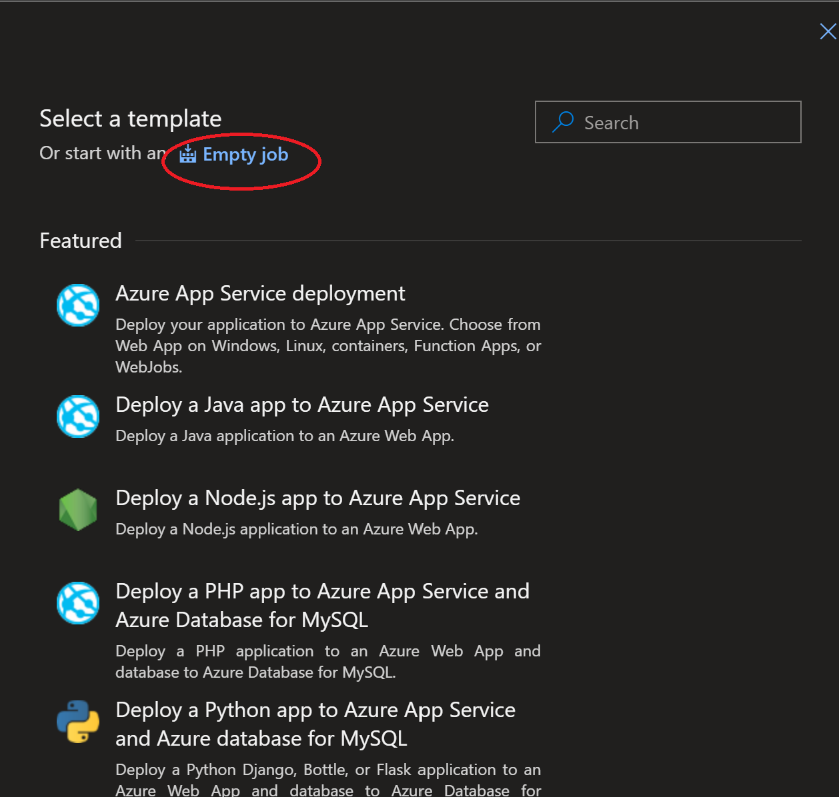 Select a template
Search
Or start with an Empty job
Featured
Azure App Service deployment
Deploy your application to Azure App Service. Choose from
Web App on Windows, Linux, containers, Function Apps, or
WebJobs.
Deploy a Java app to Azure App Service
Deploy a Java application to an Azure Web App.
Deploy a Node.js app to Azure App Service
Deploy a Node.js application to an Azure Web App.
Deploy a PHP app to Azure App Service and
Azure Database for MySQL
Deploy a PHP application to an Azure Web App and
database to Azure Database for MySQL.
Deploy a Python app to Azure App Service
and Azure database for MySQL
Deploy a Python Django, Bottle, or Flask application to an
Azure Web App and database to Azure Database for